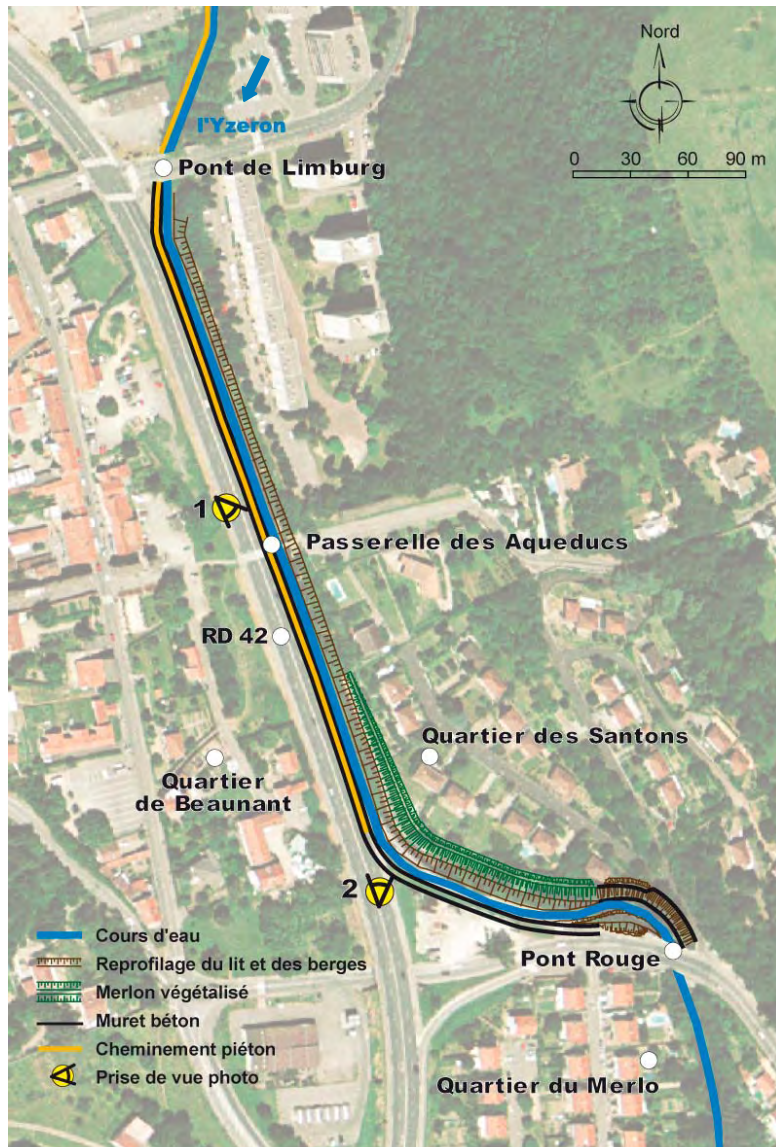 Nord
l'Yzeron
0 30 60 90 m
Pont de Limburg
1
Passerelle des Aqueducs
RD 42
Quartier des Santons
Quartier
de Beaunant
2
Pont Rouge
Quartier du Merlo
Cours d'eau
Reprofilage du lit et des berges
Merlon végétalisé
Muret béton
Cheminement piéton
Prise de vue photo